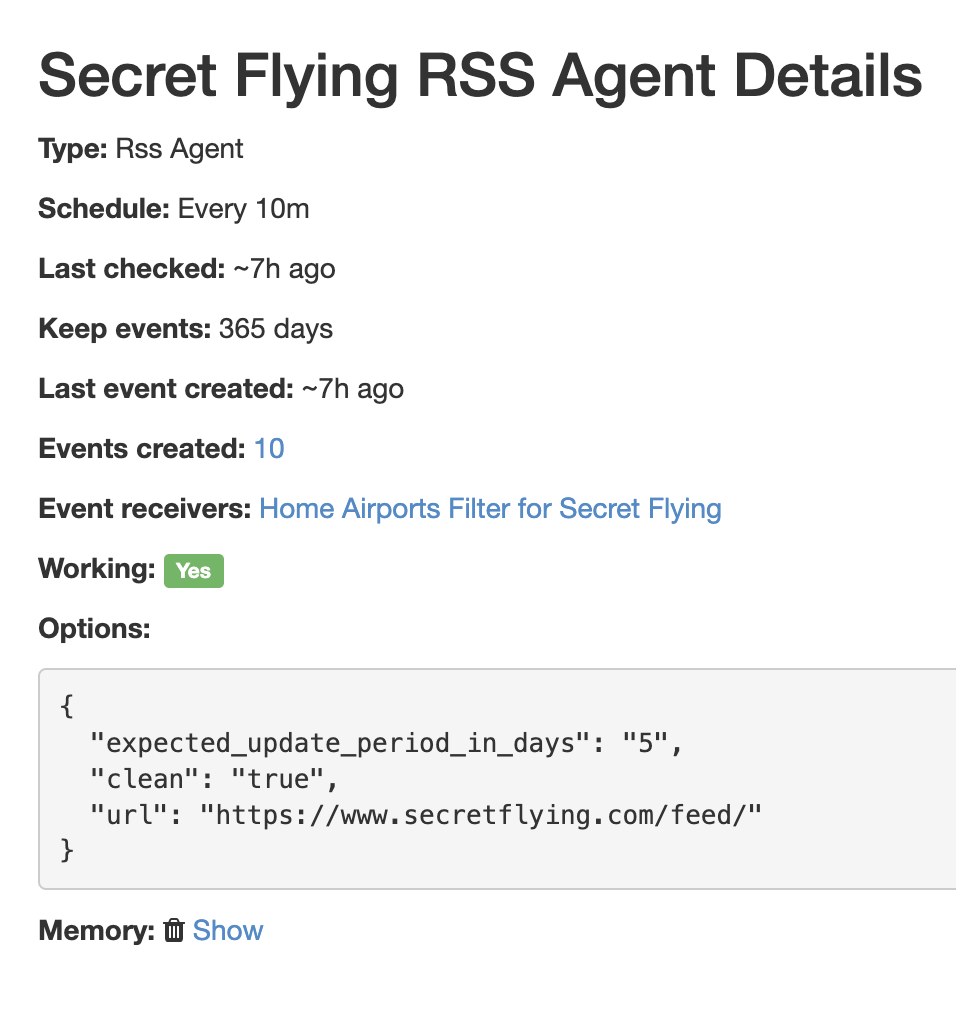 Secret Flying RSS Agent Details
Type: Rss Agent
Schedule: Every 10m
Last checked: ~7h ago
Keep events: 365 days
Last event created: ~7h ago
Events created: 10
Event receivers: Home Airports Filter for Secret Flying
Working: Yes
Options:
{
  "expected_update_period_in_days": "5",
  "clean": "true",
  "url": "https://www.secretflying.com/feed/"
}
Memory: Show